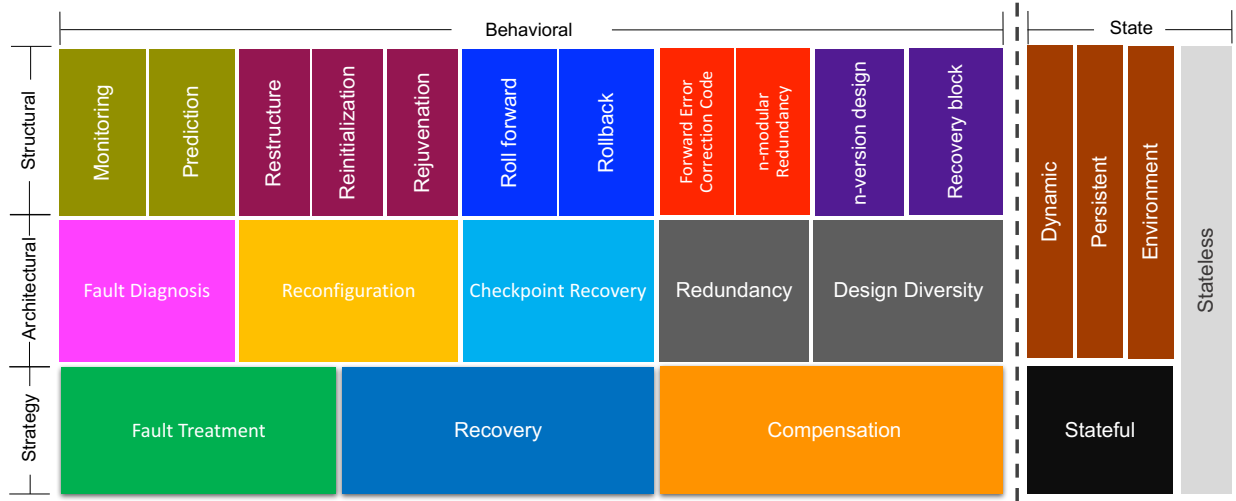 Behavioral
State
Structural
Monitoring
Prediction
Restructure
Reinitialization
Rejuvenation
Roll forward
Rollback
Forward Error
Correction Code
n-modular
Redundancy
n-version design
Recovery block
Dynamic
Persistent
Environment
Stateless
Architectural
Fault Diagnosis
Reconfiguration
Checkpoint Recovery
Redundancy
Design Diversity
Strategy
Fault Treatment
Recovery
Compensation
Stateful